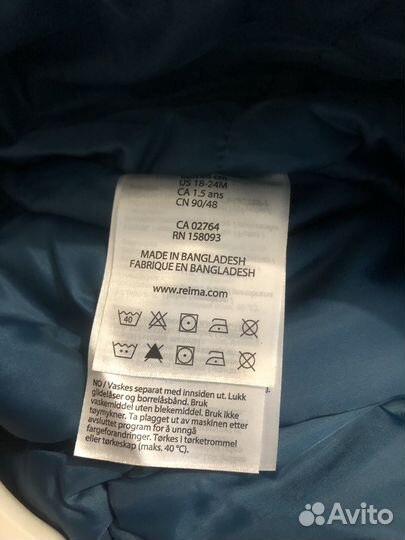 US 18-24M
CA 1.5 ans
CN 90/48
CA 02764
RN 158093
MADE IN BANGLADESH
FABRIQUE EN BANGLADESH
www.reima.com
40
NO / Vaskes separat med innsiden ut. Lukk
glidelåser og borrelåsbånd. Bruk
vaskemiddel uten blekemiddel. Bruk ikke
tøymykner. Ta plagget ut av maskinen etter
avsluttet program for å unngå
fargeforandringer. Tørkes i tørketrommel
eller tørkeskap (maks. 40 °C).
Avito